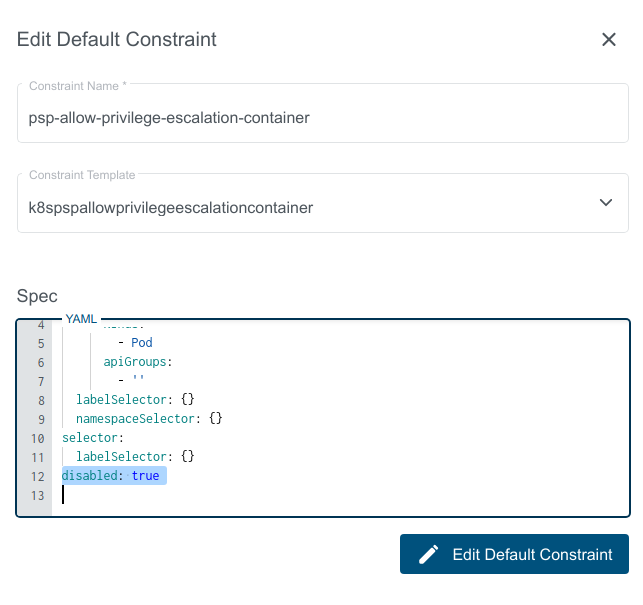 Edit Default Constraint
Constraint Name *
psp-allow-privilege-escalation-container
Constraint Template
k8spspallowprivilegeescalationcontainer
Spec
YAML
4
5 - Pod
6 apiGroups:
7 - ''
8 labelSelector: {}
9 namespaceSelector: {}
10 selector:
11 labelSelector: {}
12 disabled: true
13
Edit Default Constraint